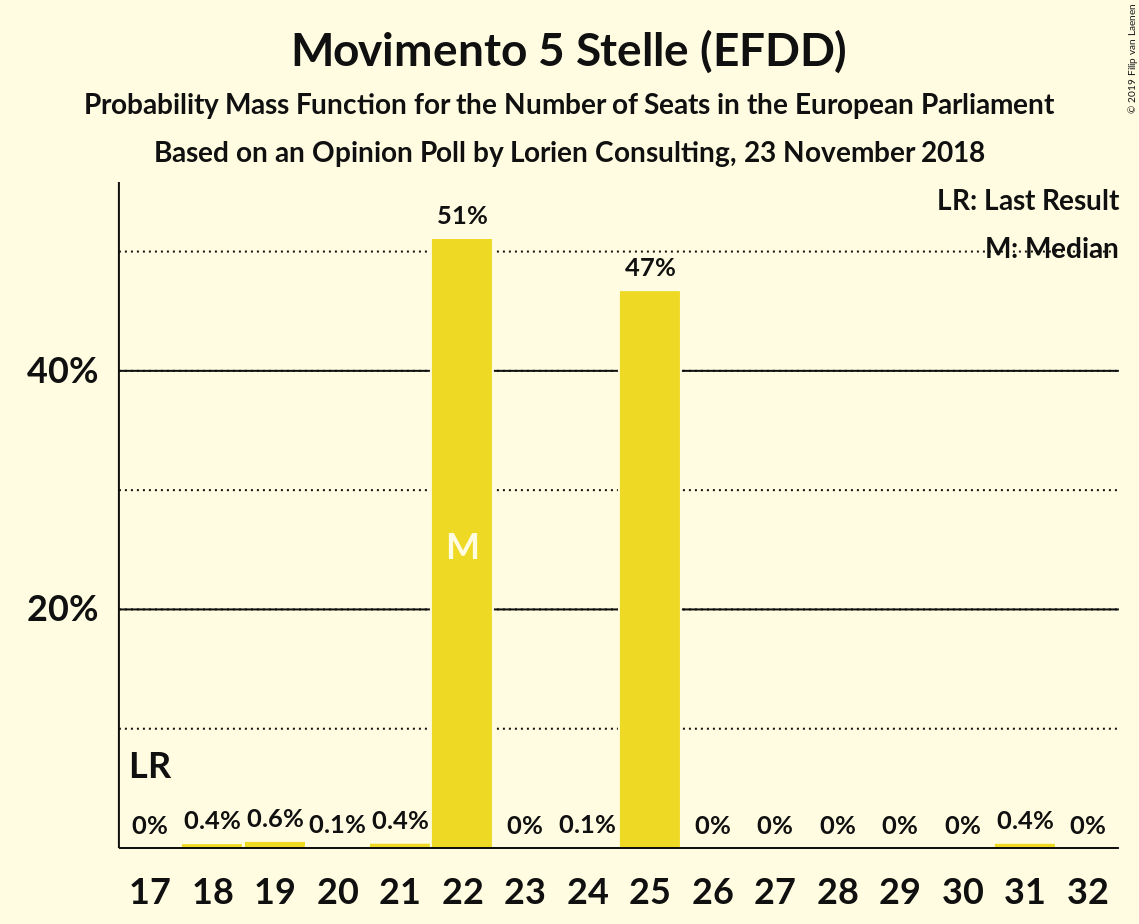 Movimento 5 Stelle (EFDD)
Probability Mass Function for the Number of Seats in the European Parliament
Based on an Opinion Poll by Lorien Consulting, 23 November 2018
© 2019 Filip van Laenen
LR: Last Result
M: Median
51%
47%
40%
M
20%
LR
0% 0.4% 0.6% 0.1% 0.4% 0% 0.1% 0% 0% 0% 0% 0% 0.4% 0%
17 18 19 20 21 22 23 24 25 26 27 28 29 30 31 32